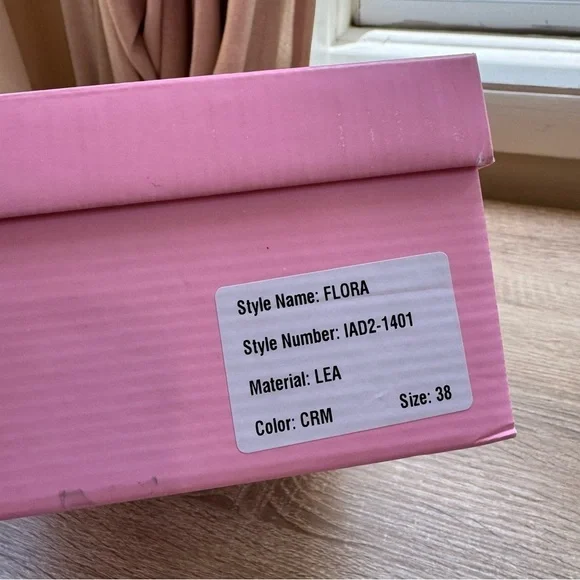 Style Name: FLORA
Style Number: IAD2-1401
Material: LEA
Color: CRM Size: 38